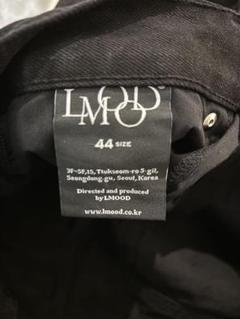 LMOOD
44 SIZE
3F~5F,15, Ttukseom-ro 5-gil,
Seongdong-gu, Seoul, Korea
Directed and produced
by LMOOD
www.lmood.co.kr